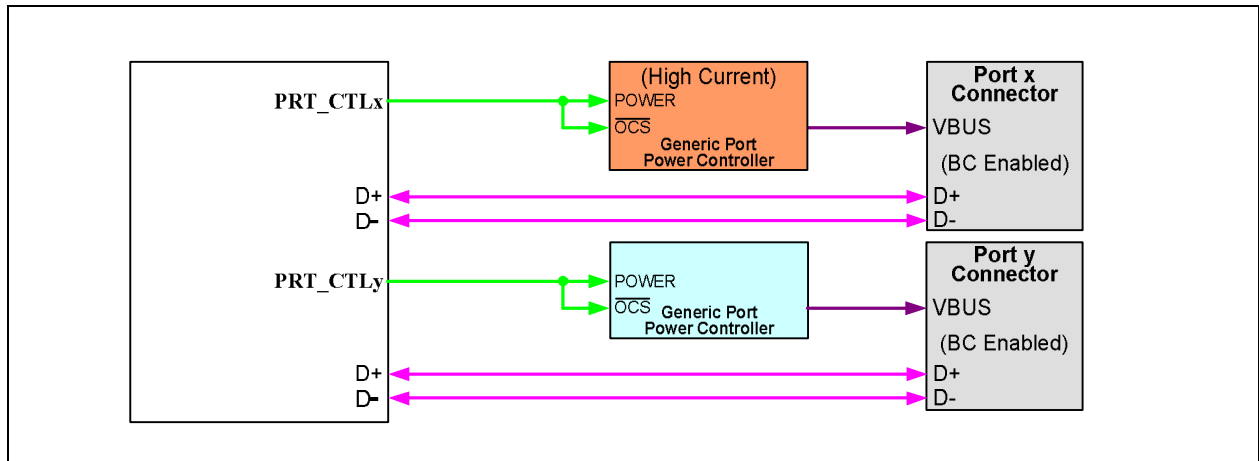 PRT_CTLx
D+
D-
PRT_CTLy
D+
D-
(High Current)
POWER
OCS
Generic Port
Power Controller
POWER
OCS
Generic Port
Power Controller
Port x
Connector
VBUS
(BC Enabled)
D+
D-
Port y
Connector
VBUS
(BC Enabled)
D+
D-